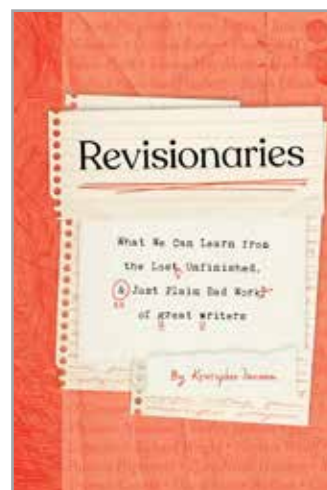 Revisionaries
What We Can Learn from
the Lost Unfinished,
& Just Plain Bad Work
of great writers
By Kristopher Jansma